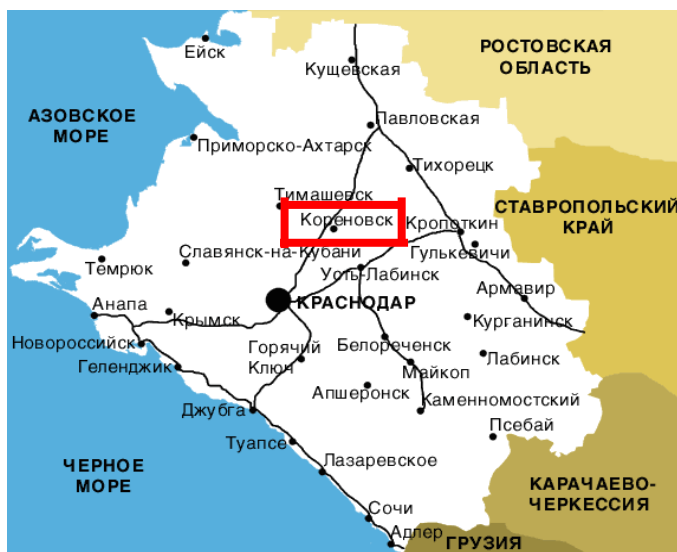 Ейск
Кущевская
РОСТОВСКАЯ
ОБЛАСТЬ
АЗОВСКОЕ
МОРЕ
Павловская
Приморско-Ахтарск
Тихорецк
Тимашевск
СТАВРОПОЛЬСКИЙ
КРАЙ
Кореновск
Кропоткин
Славянск-на-Кубани
Гулькевичи
Темрюк
Усть-Лабинск
Армавир
Анапа
КРАСНОДАР
Крымск
Курганинск
Новороссийск
Горячий
Ключ
Белореченск
Геленджик
Майкоп
Лабинск
Апшеронск
Каменномостский
Джубга
Псебай
Туапсе
ЧЕРНОЕ
МОРЕ
Лазаревское
КАРАЧАЕВО-
ЧЕРКЕССИЯ
Сочи
Адлер
ГРУЗИЯ